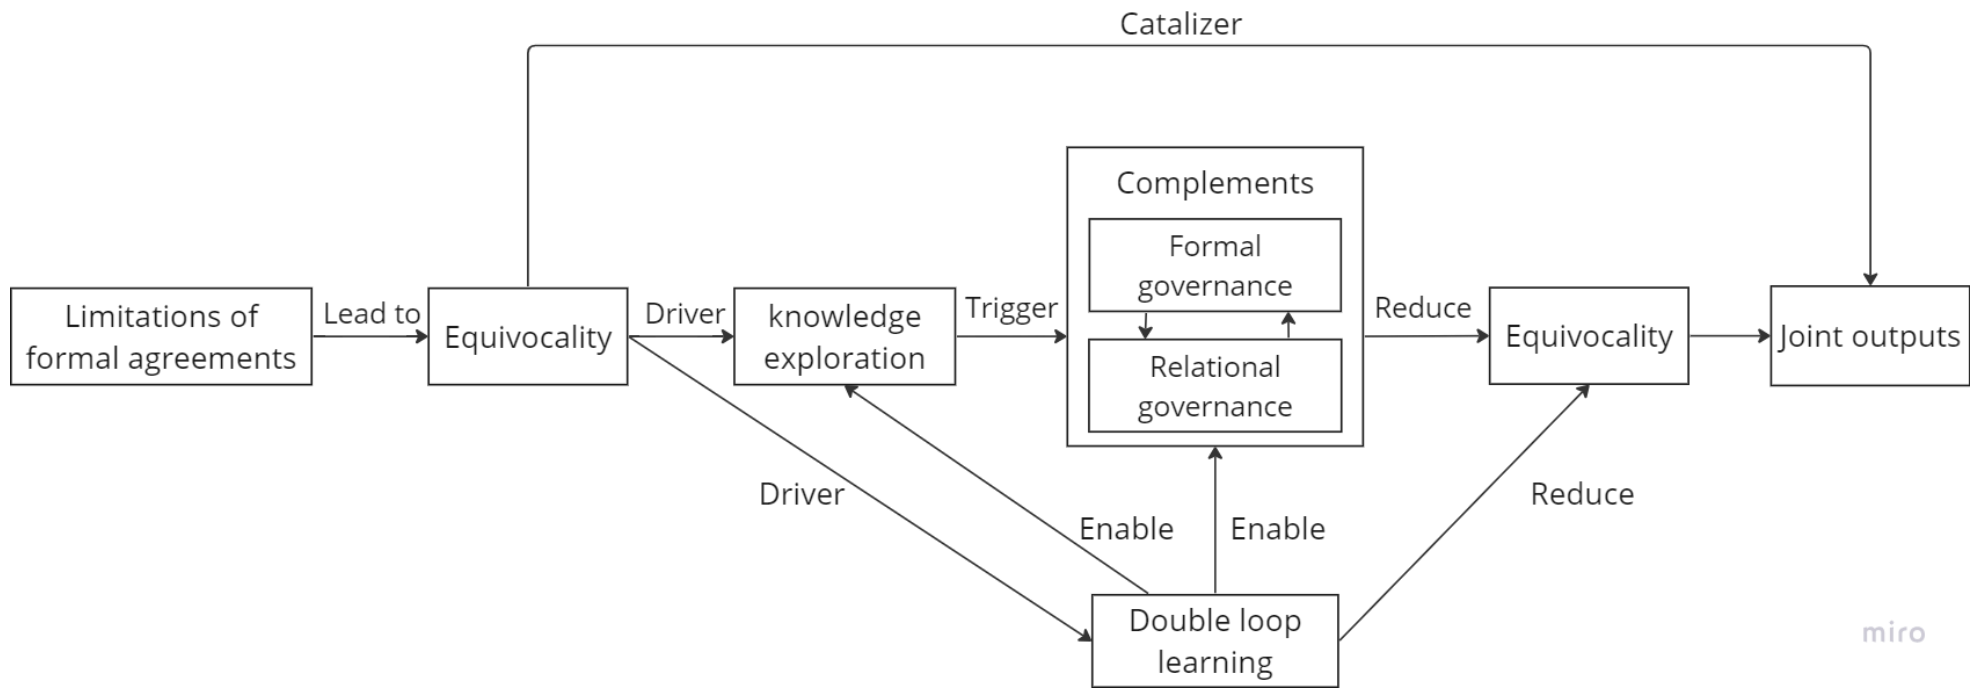 Catalizer
Complements
Formal
governance
Limitations of
formal agreements
Lead to
Equivocality
Driver
knowledge
exploration
Trigger
Relational
governance
Reduce
Equivocality
Joint outputs
Driver
Enable
Enable
Reduce
Double loop
learning
miro